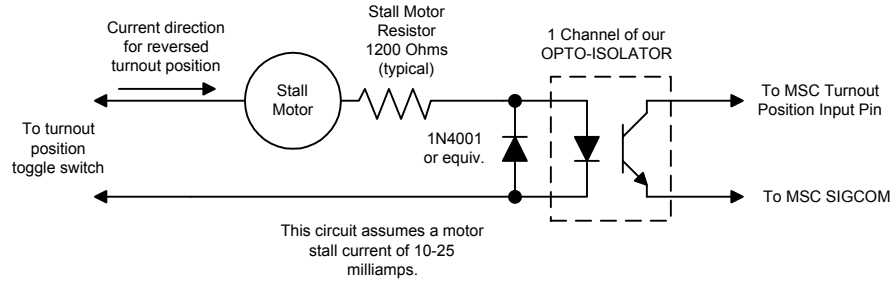 Current direction
for reversed
turnout position
Stall Motor
Resistor
1200 Ohms
(typical)
1 Channel of our
OPTO-ISOLATOR
Stall
Motor
To MSC Turnout
Position Input Pin
To turnout
position
toggle switch
1N4001
or equiv.
To MSC SIGCOM
This circuit assumes a motor
stall current of 10-25
milliamps.